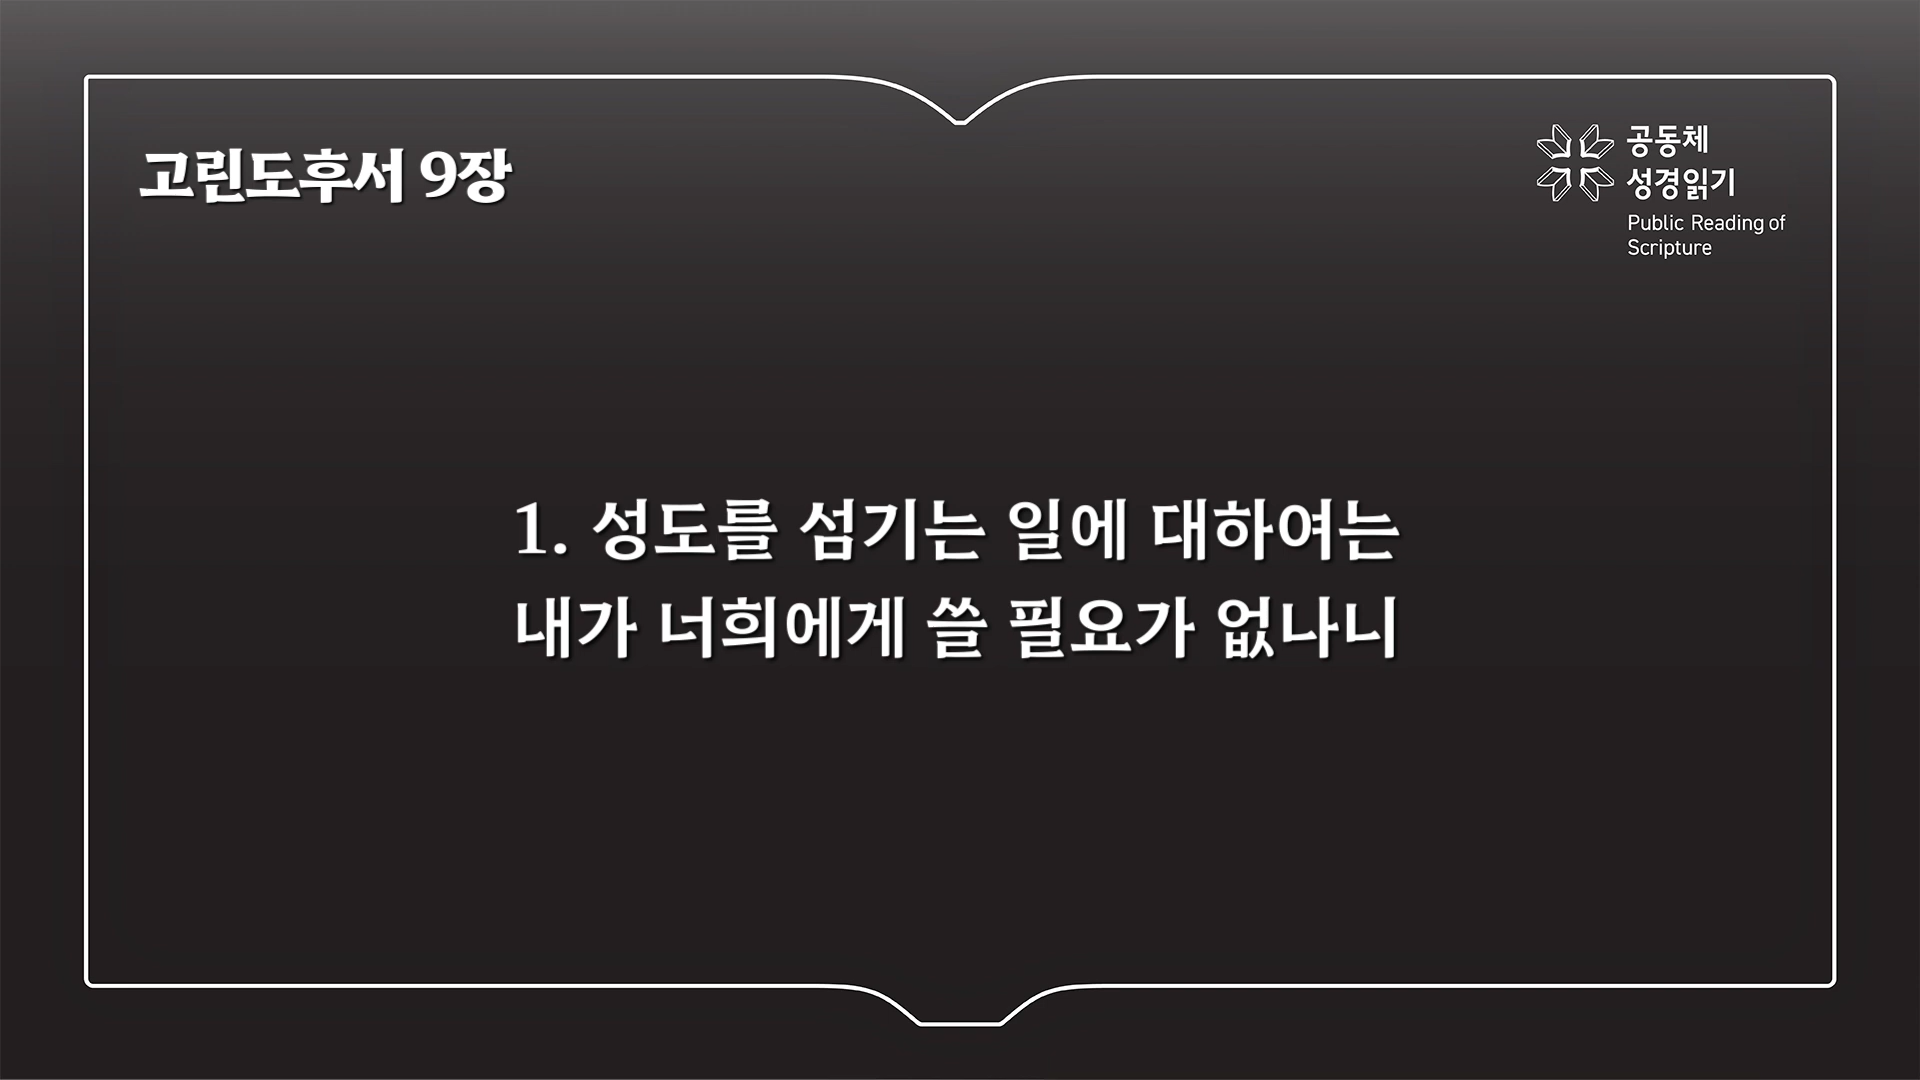 고린도후서 9장
공동체
성경읽기
Public Reading of
Scripture
1. 성도를 섬기는 일에 대하여는
내가 너희에게 쓸 필요가 없나니